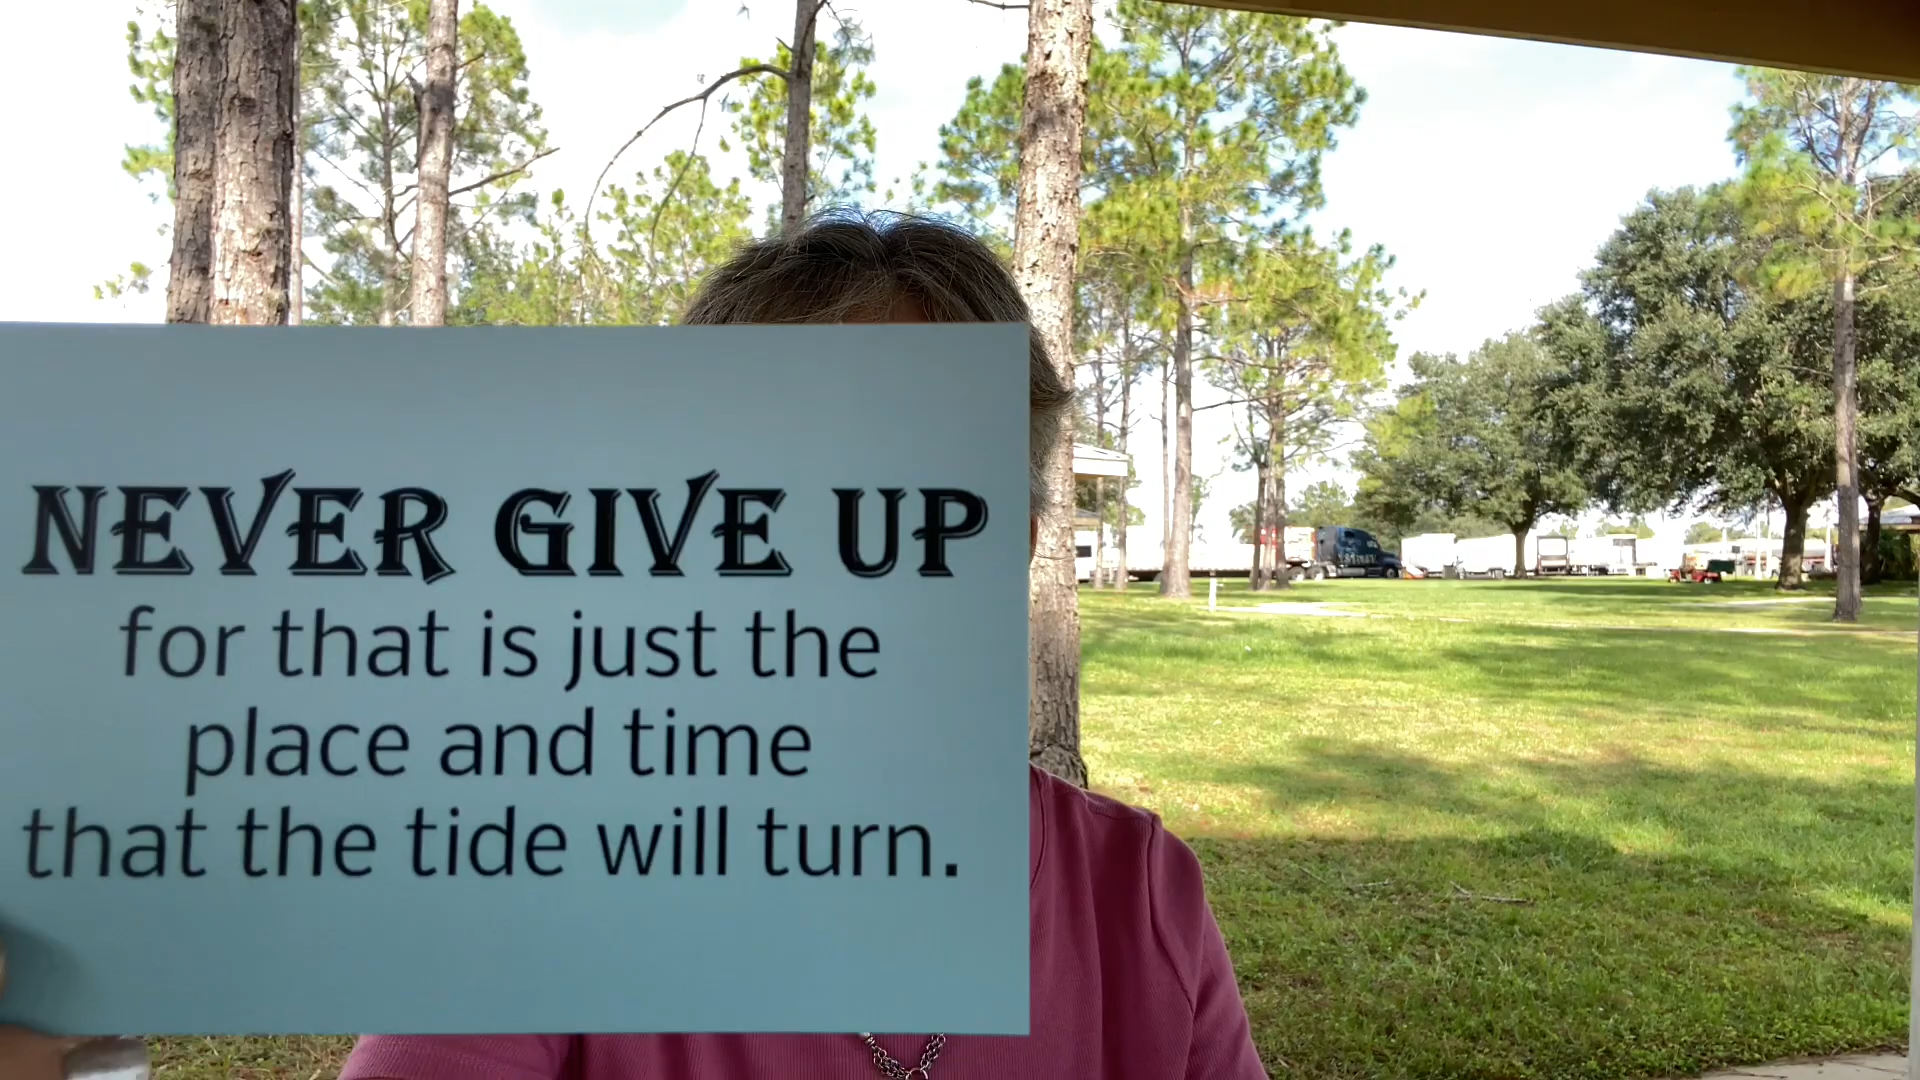 NEVER GIVE UP
for that is just the
place and time
that the tide will turn.